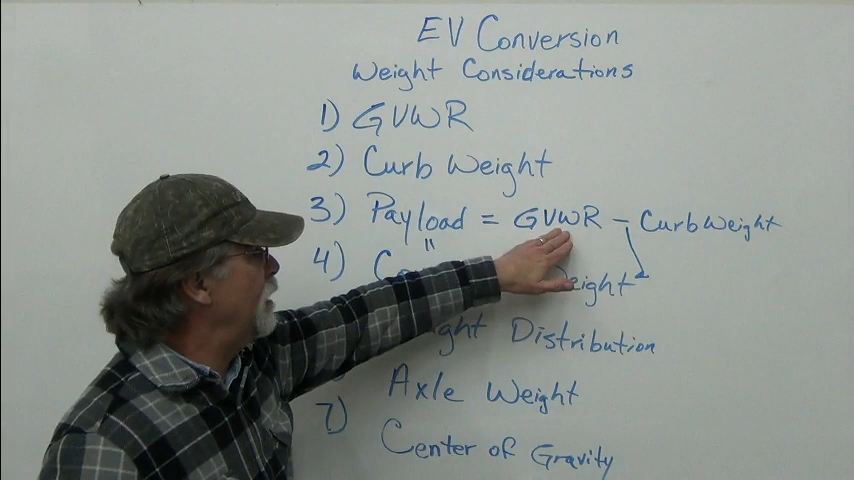 EV Conversion
Weight Considerations
1) GVWR
2) Curb Weight
3) Payload = GVWR - Curb Weight
4) "
Distribution
Axle Weight
7) Center of Gravity